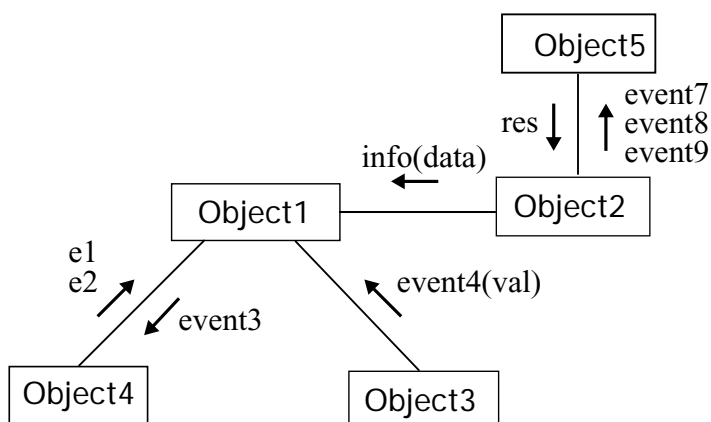 Object5
event7
res
event8
event9
info(data)
Object1
Object2
e1
e2
event4(val)
event3
Object4
Object3